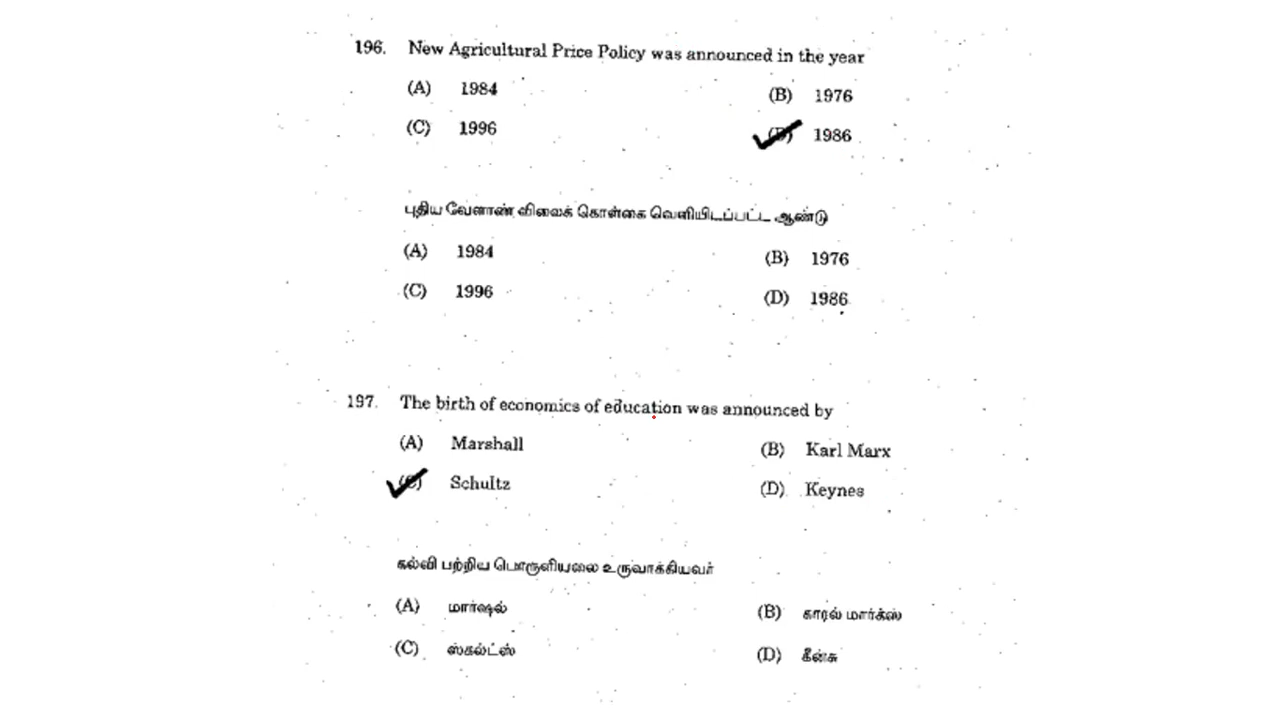 196. New Agricultural Price Policy was announced in the year
(A) 1984 (B) 1976
(C) 1996 (D) 1986
புதிய வேளாண் விலைக் கொள்கை வெளியிடப்பட்ட ஆண்டு
(A) 1984 (B) 1976
(C) 1996 (D) 1986
197. The birth of economics of education was announced by
(A) Marshall (B) Karl Marx
(C) Schultz (D) Keynes
கல்வி பற்றிய பொருளியலை உருவாக்கியவர்
(A) மார்ஷல் (B) காரல் மார்க்ஸ்
(C) ஸ்கல்ட்ஸ் (D) கீன்சு